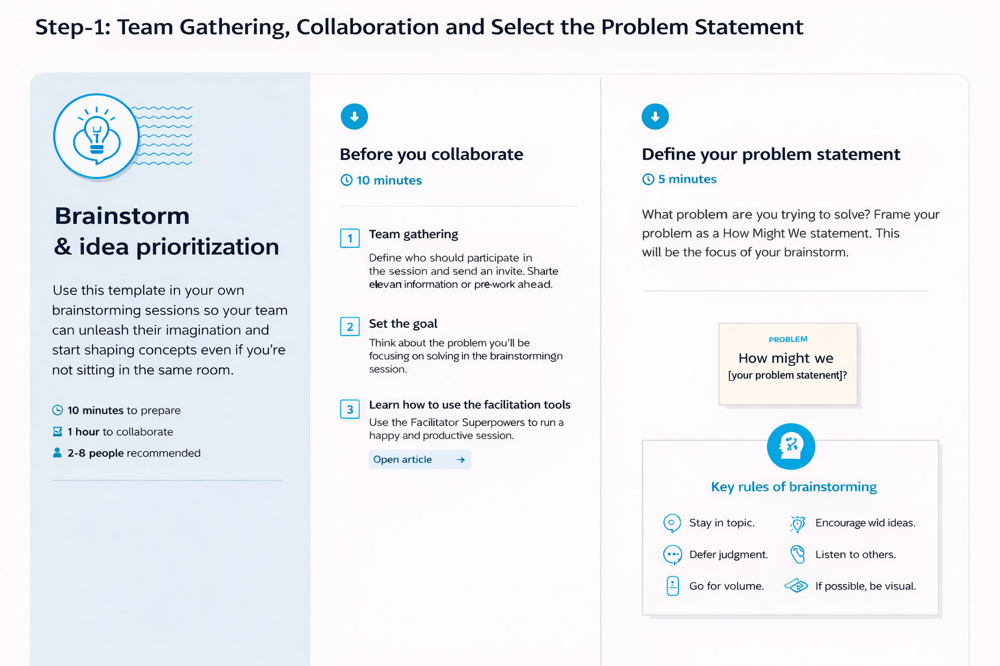 Step-1: Team Gathering, Collaboration and Select the Problem Statement
Brainstorm
& idea prioritization
Use this template in your own
brainstorming sessions so your team
can unleash their imagination and
start shaping concepts even if you're
not sitting in the same room.
10 minutes to prepare
1 hour to collaborate
2-8 people recommended
Before you collaborate
10 minutes
1 Team gathering
Define who should participate in
the session and send an invite. Sharte
elevan information or pre-work ahead.
2 Set the goal
Think about the problem you'll be
focusing on solving in the brainstormingn
session.
3 Learn how to use the facilitation tools
Use the Facilitator Superpowers to run a
happy and productive session.
Open article →
Define your problem statement
5 minutes
What problem are you trying to solve? Frame your
problem as a How Might We statement. This
will be the focus of your brainstorm.
PROBLEM
How might we
[your problem statenent]?
Key rules of brainstorming
Stay in topic. Encourage wid ideas.
Defer judgment. Listen to others.
Go for volume. If possible, be visual.